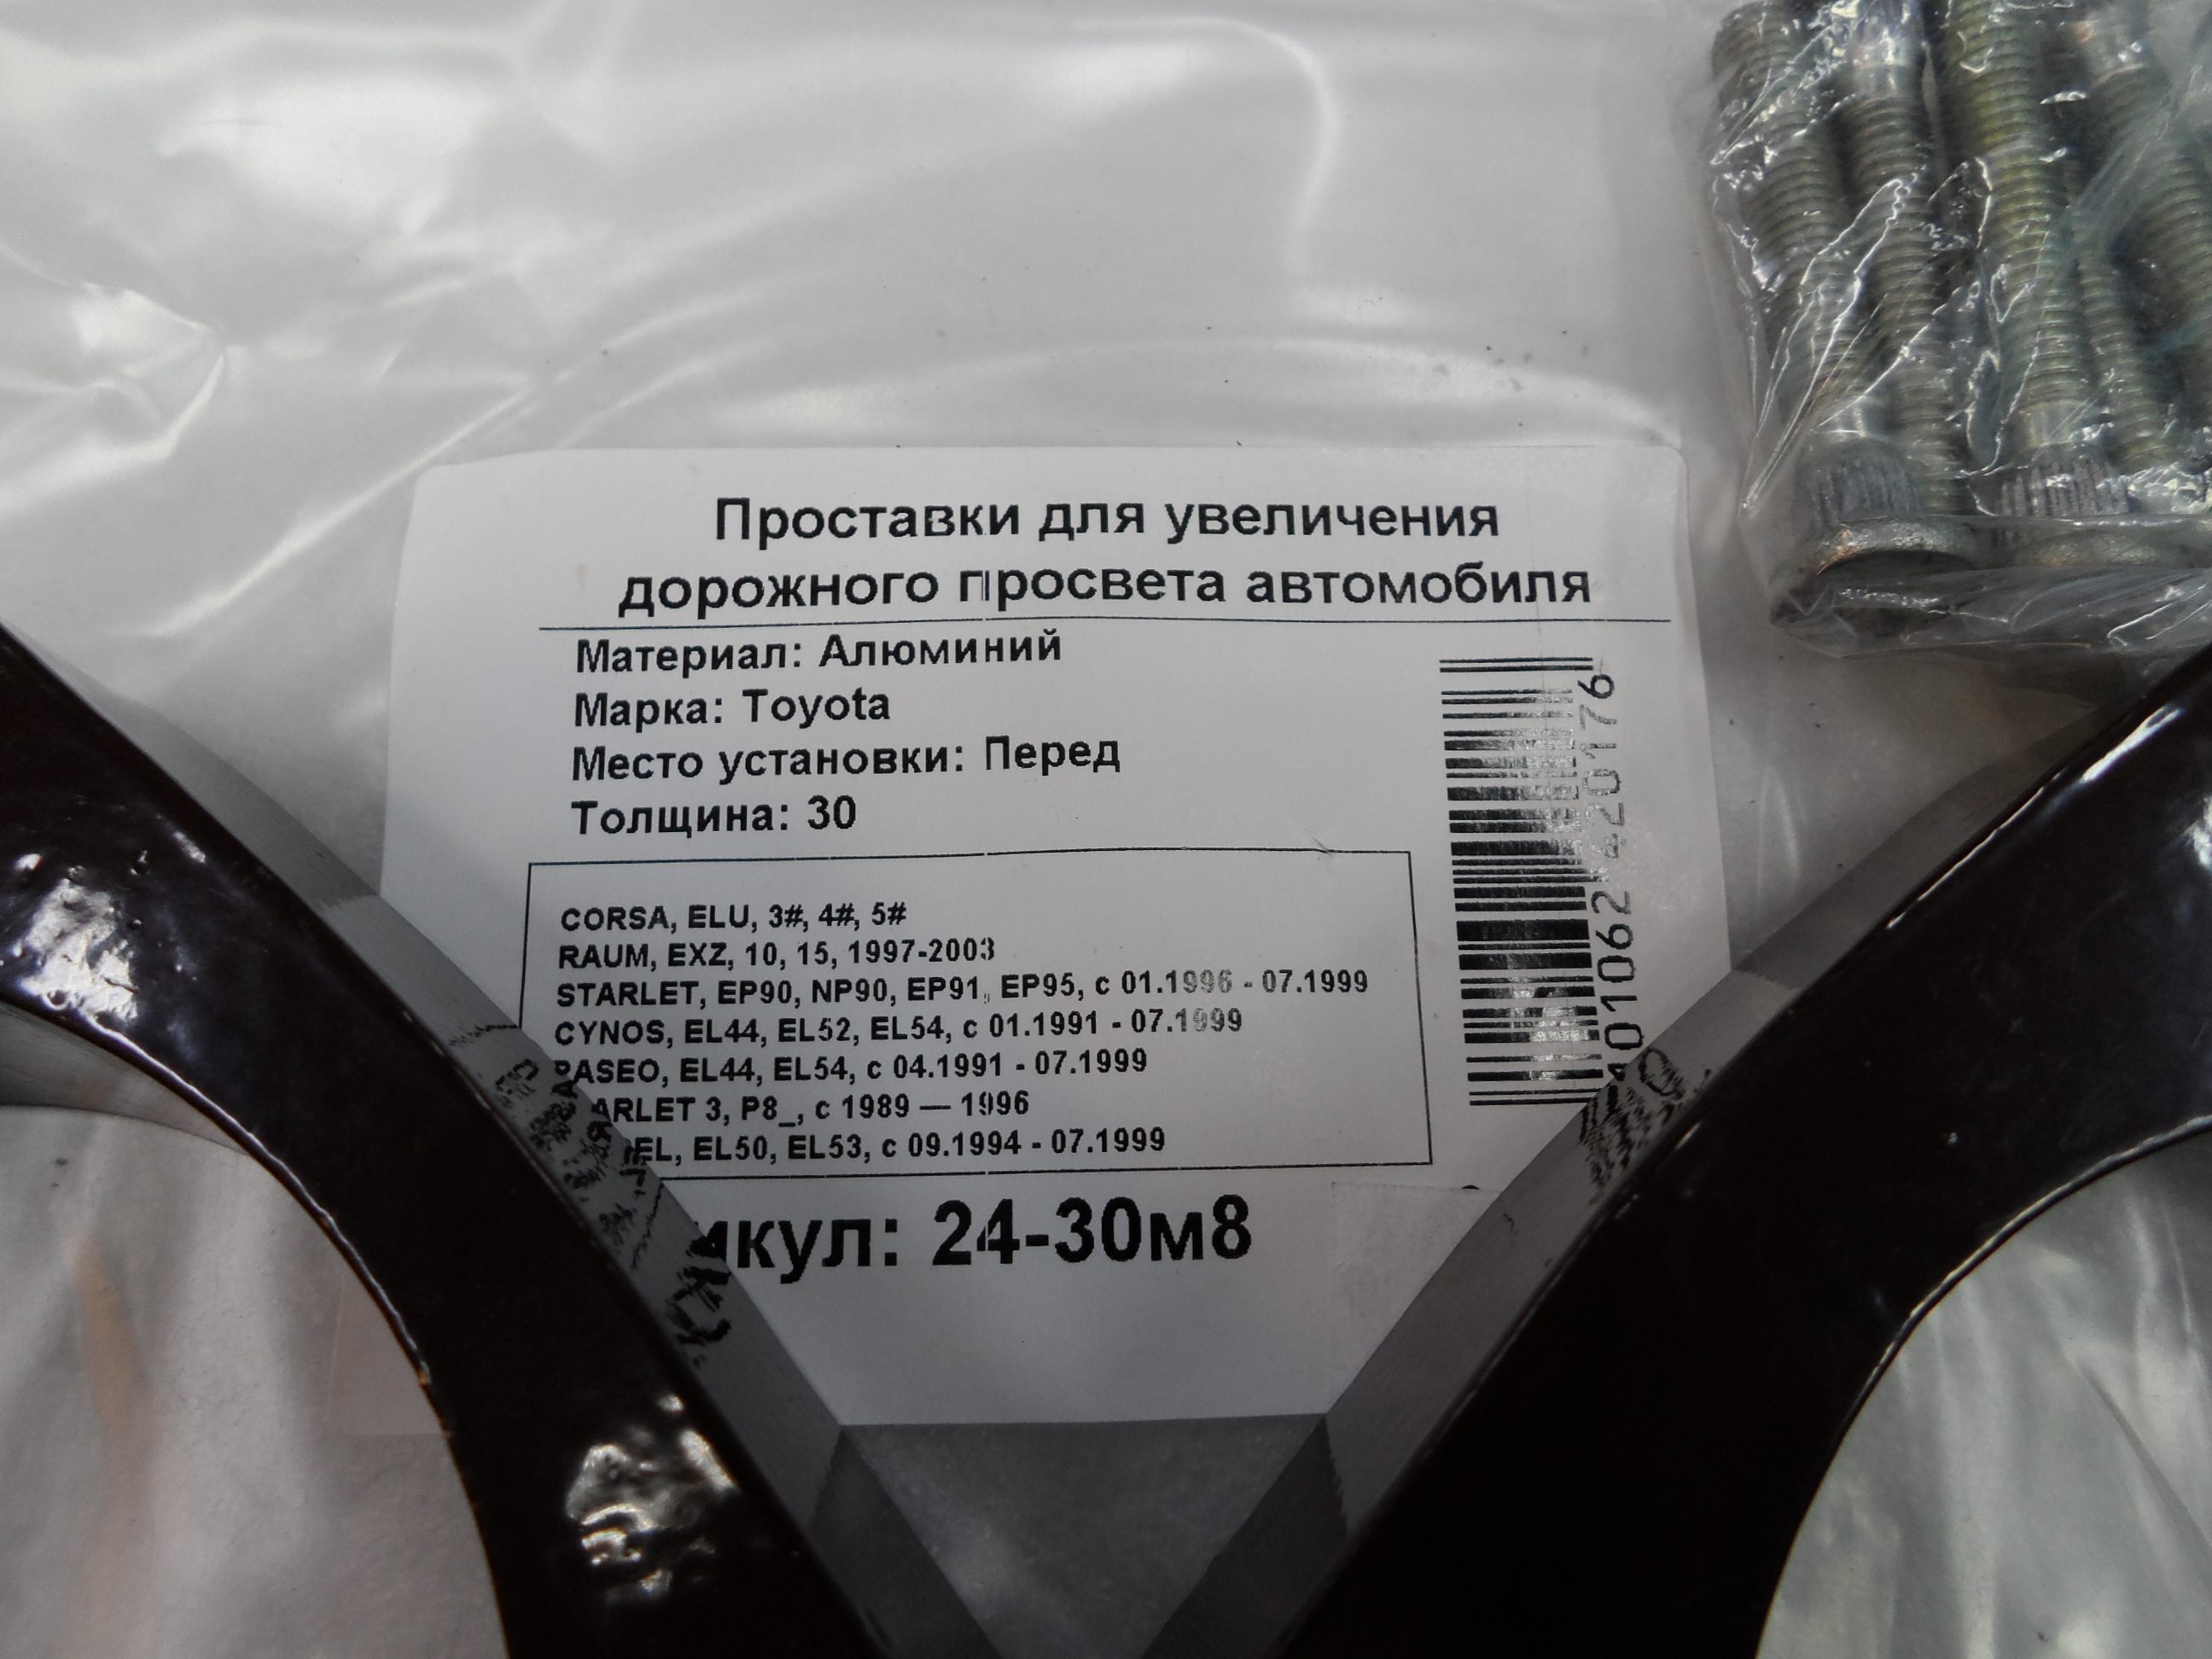 Проставки для увеличения
дорожного просвета автомобиля
Материал: Алюминий
Марка: Toyota
Место установки: Перед
Толщина: 30
CORSA, ELU, 3#, 4#, 5#
RAUM, EXZ, 10, 15, 1997-2003
STARLET, EP90, NP90, EP91, EP95, с 01.1996 - 07.1999
CYNOS, EL44, EL52, EL54, с 01.1991 - 07.1999
PASEO, EL44, EL54, с 04.1991 - 07.1999
ARLET 3, P8_, с 1989 — 1996
EL, EL50, EL53, с 09.1994 - 07.1999
икул: 24-30м8